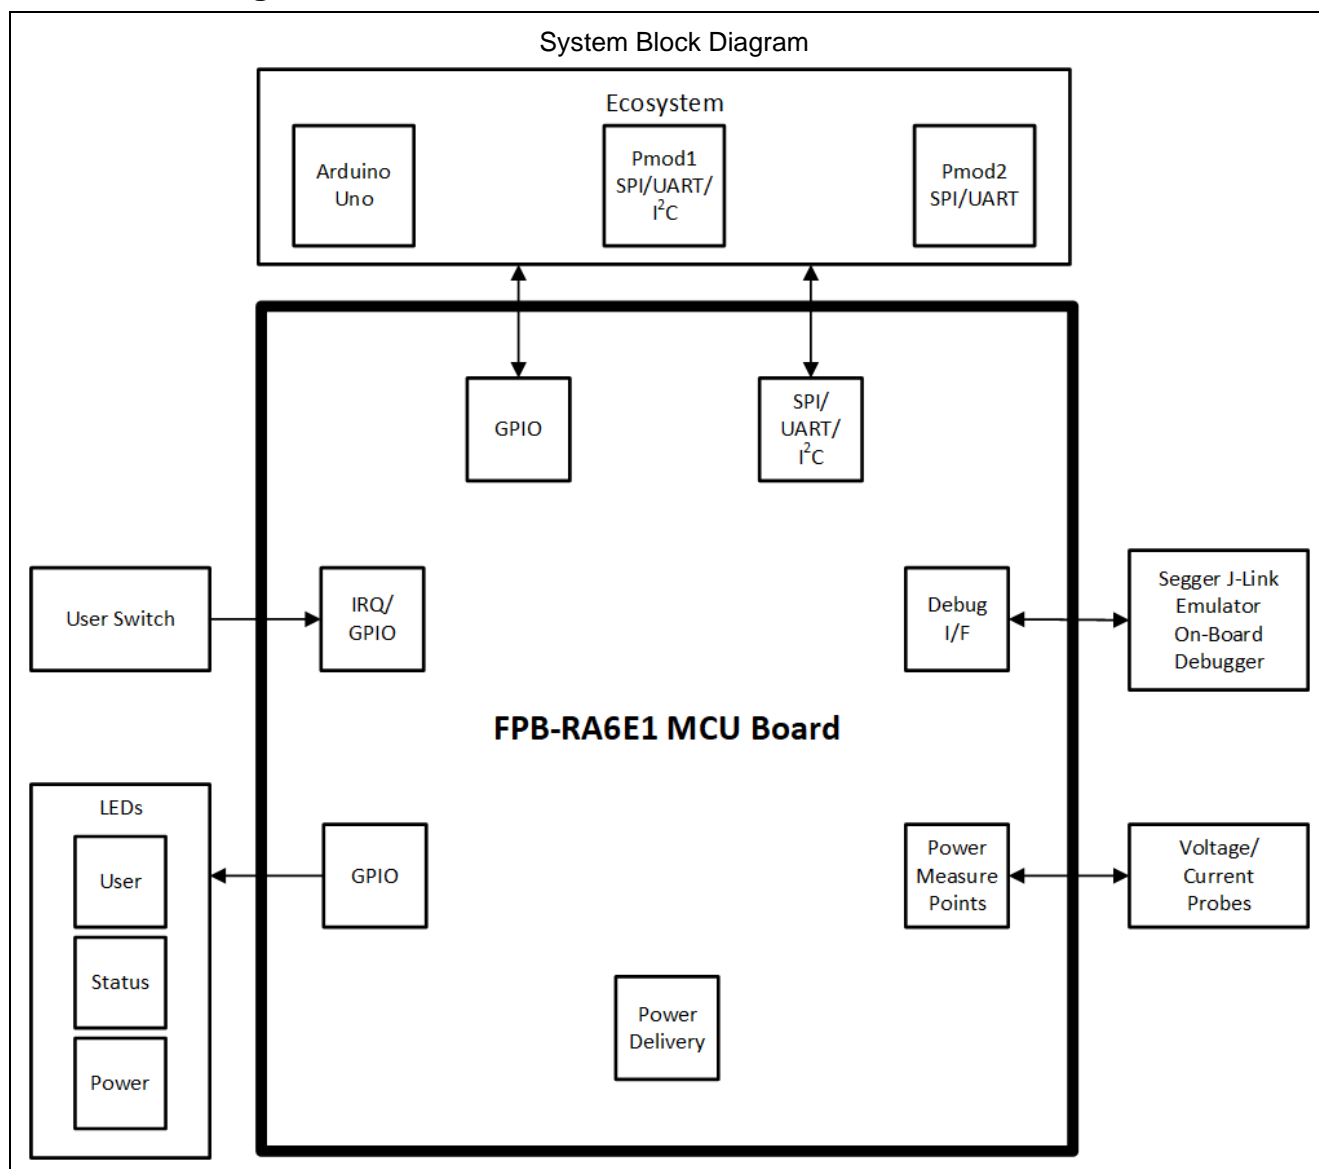 System Block Diagram
Ecosystem
Arduino
Uno
Pmod1
SPI/UART/
I²C
Pmod2
SPI/UART
GPIO
SPI/
UART/
I²C
User Switch
IRQ/
GPIO
Debug
I/F
Segger J-Link
Emulator
On-Board
Debugger
FPB-RA6E1 MCU Board
LEDs
User
Status
Power
GPIO
Power
Measure
Points
Voltage/
Current
Probes
Power
Delivery